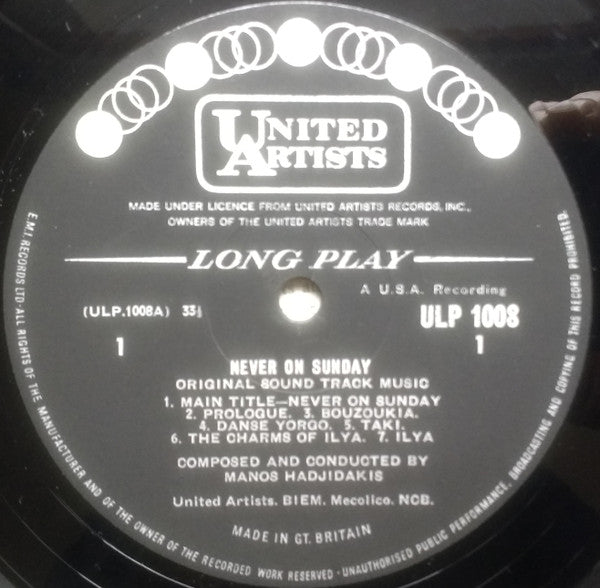 UNITED
ARTISTS
MADE UNDER LICENCE FROM UNITED ARTISTS RECORDS, INC.,
OWNERS OF THE UNITED ARTISTS TRADE MARK
LONG PLAY
A U.S.A. Recording
(ULP.1008A) 33⅓
ULP 1008
1
1
NEVER ON SUNDAY
ORIGINAL SOUND TRACK MUSIC
1. MAIN TITLE—NEVER ON SUNDAY
2. PROLOGUE. 3. BOUZOUKIA.
4. DANSE YORGO. 5. TAKI.
6. THE CHARMS OF ILYA. 7. ILYA
COMPOSED AND CONDUCTED BY
MANOS HADJIDAKIS
United Artists. BIEM. Mecolico. NCB.
MADE IN GT. BRITAIN
E.M.I. RECORDS LTD·ALL RIGHTS OF THE MANUFACTURER AND OF THE OWNER OF THE RECORDED WORK RESERVED·UNAUTHORISED PUBLIC PERFORMANCE, BROADCASTING AND COPYING OF THIS RECORD PROHIBITED.